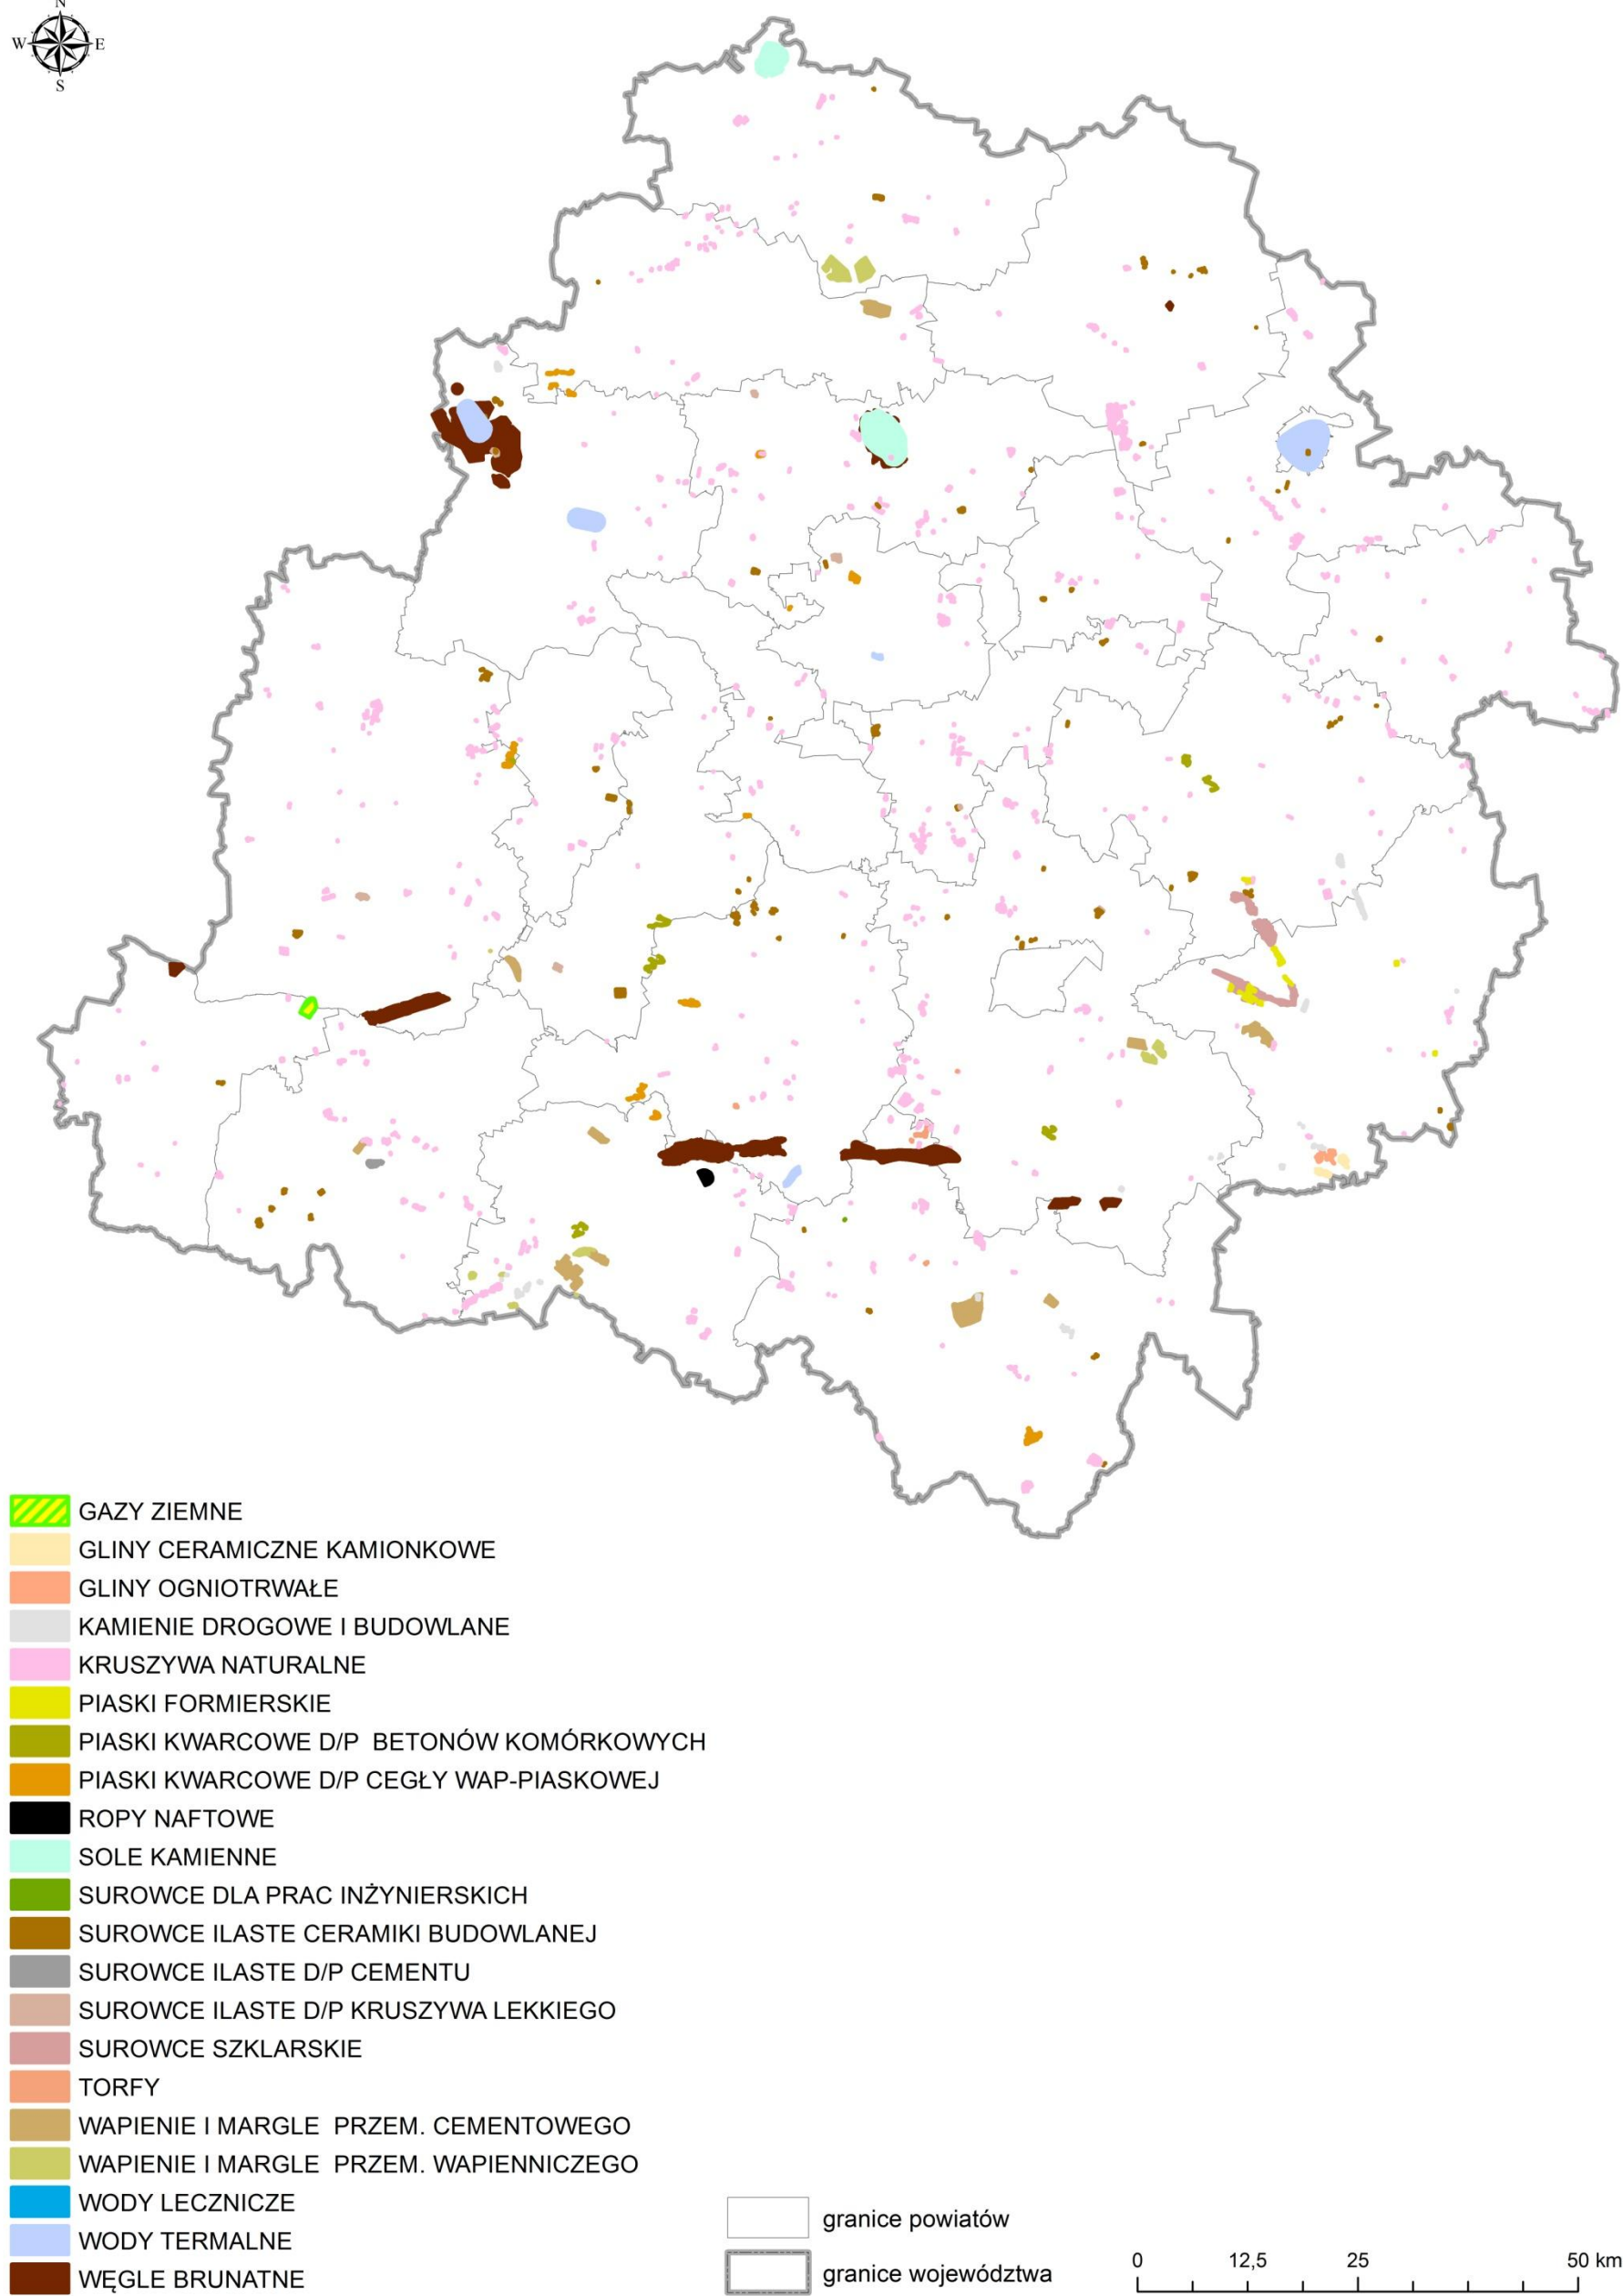 N
W E
S
GAZY ZIEMNE
GLINY CERAMICZNE KAMIONKOWE
GLINY OGNIOTRWAŁE
KAMIENIE DROGOWE I BUDOWLANE
KRUSZYWA NATURALNE
PIASKI FORMIERSKIE
PIASKI KWARCOWE D/P BETONÓW KOMÓRKOWYCH
PIASKI KWARCOWE D/P CEGŁY WAP-PIASKOWEJ
ROPY NAFTOWE
SOLE KAMIENNE
SUROWCE DLA PRAC INŻYNIERSKICH
SUROWCE ILASTE CERAMIKI BUDOWLANEJ
SUROWCE ILASTE D/P CEMENTU
SUROWCE ILASTE D/P KRUSZYWA LEKKIEGO
SUROWCE SZKLARSKIE
TORFY
WAPIENIE I MARGLE PRZEM. CEMENTOWEGO
WAPIENIE I MARGLE PRZEM. WAPIENNICZEGO
WODY LECZNICZE
WODY TERMALNE
WĘGLE BRUNATNE
granice powiatów
granice województwa
0 12,5 25 50 km